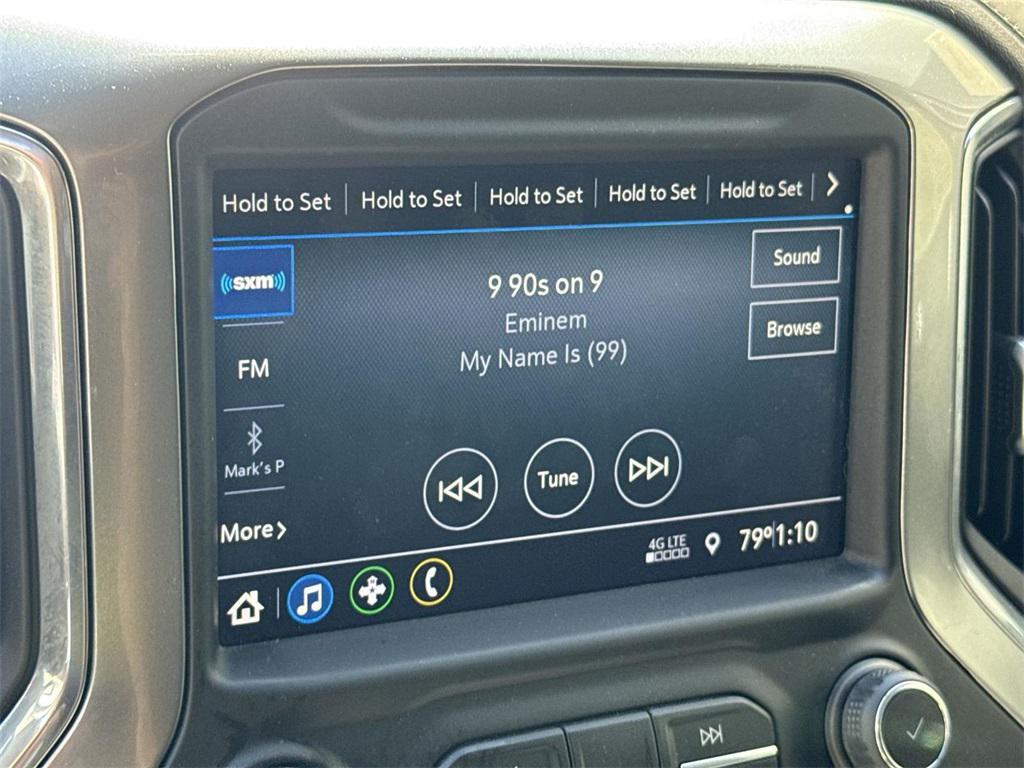 Hold to Set Hold to Set Hold to Set Hold to Set Hold to Set
sxm
9 90s on 9
Sound
Eminem
Browse
My Name Is (99)
FM
Mark's P
Tune
More
4G LTE
79° 1:10